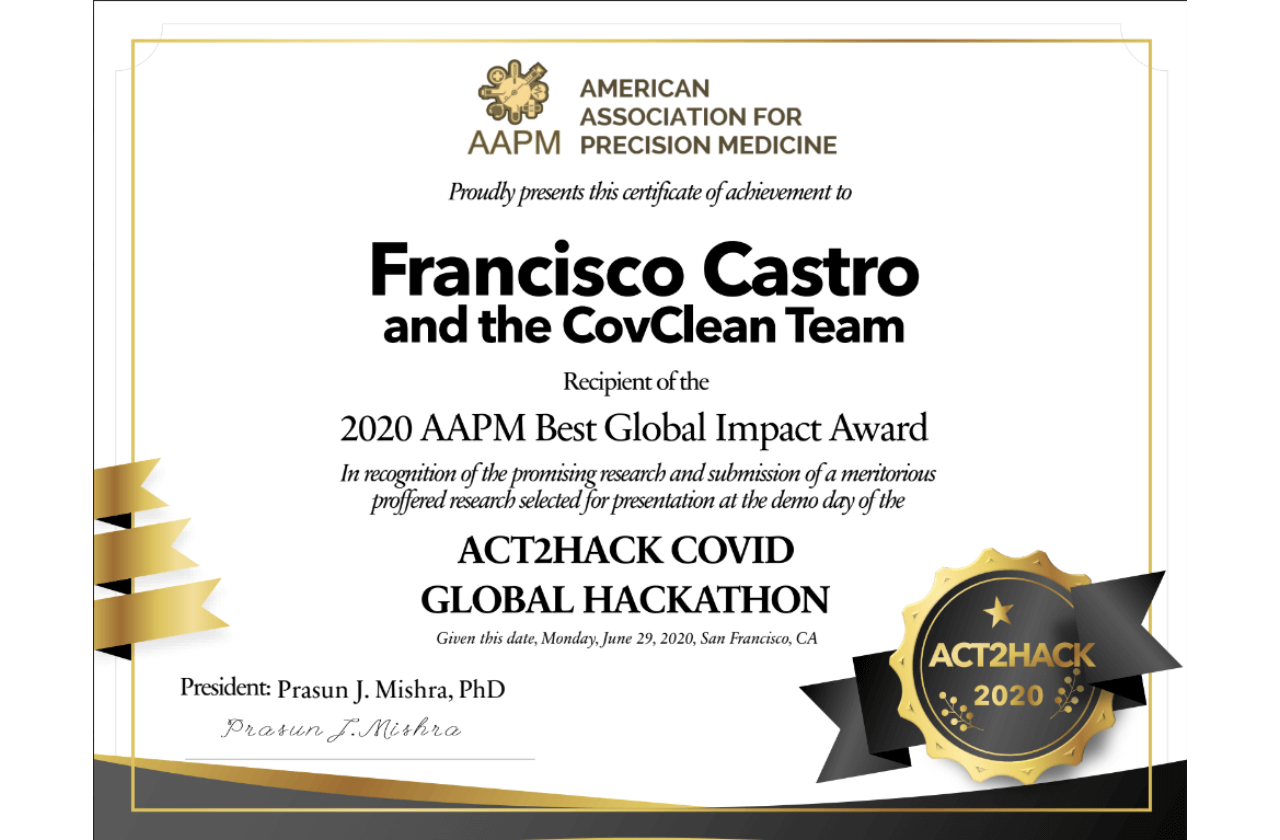 AAPM
AMERICAN
ASSOCIATION FOR
PRECISION MEDICINE
Proudly presents this certificate of achievement to
Francisco Castro
and the CovClean Team
Recipient of the
2020 AAPM Best Global Impact Award
In recognition of the promising research and submission of a meritorious
proffered research selected for presentation at the demo day of the
ACT2HACK COVID
GLOBAL HACKATHON
Given this date, Monday, June 29, 2020, San Francisco, CA
President: Prasun J. Mishra, PhD
Prasun J. Mishra
ACT2HACK
2020